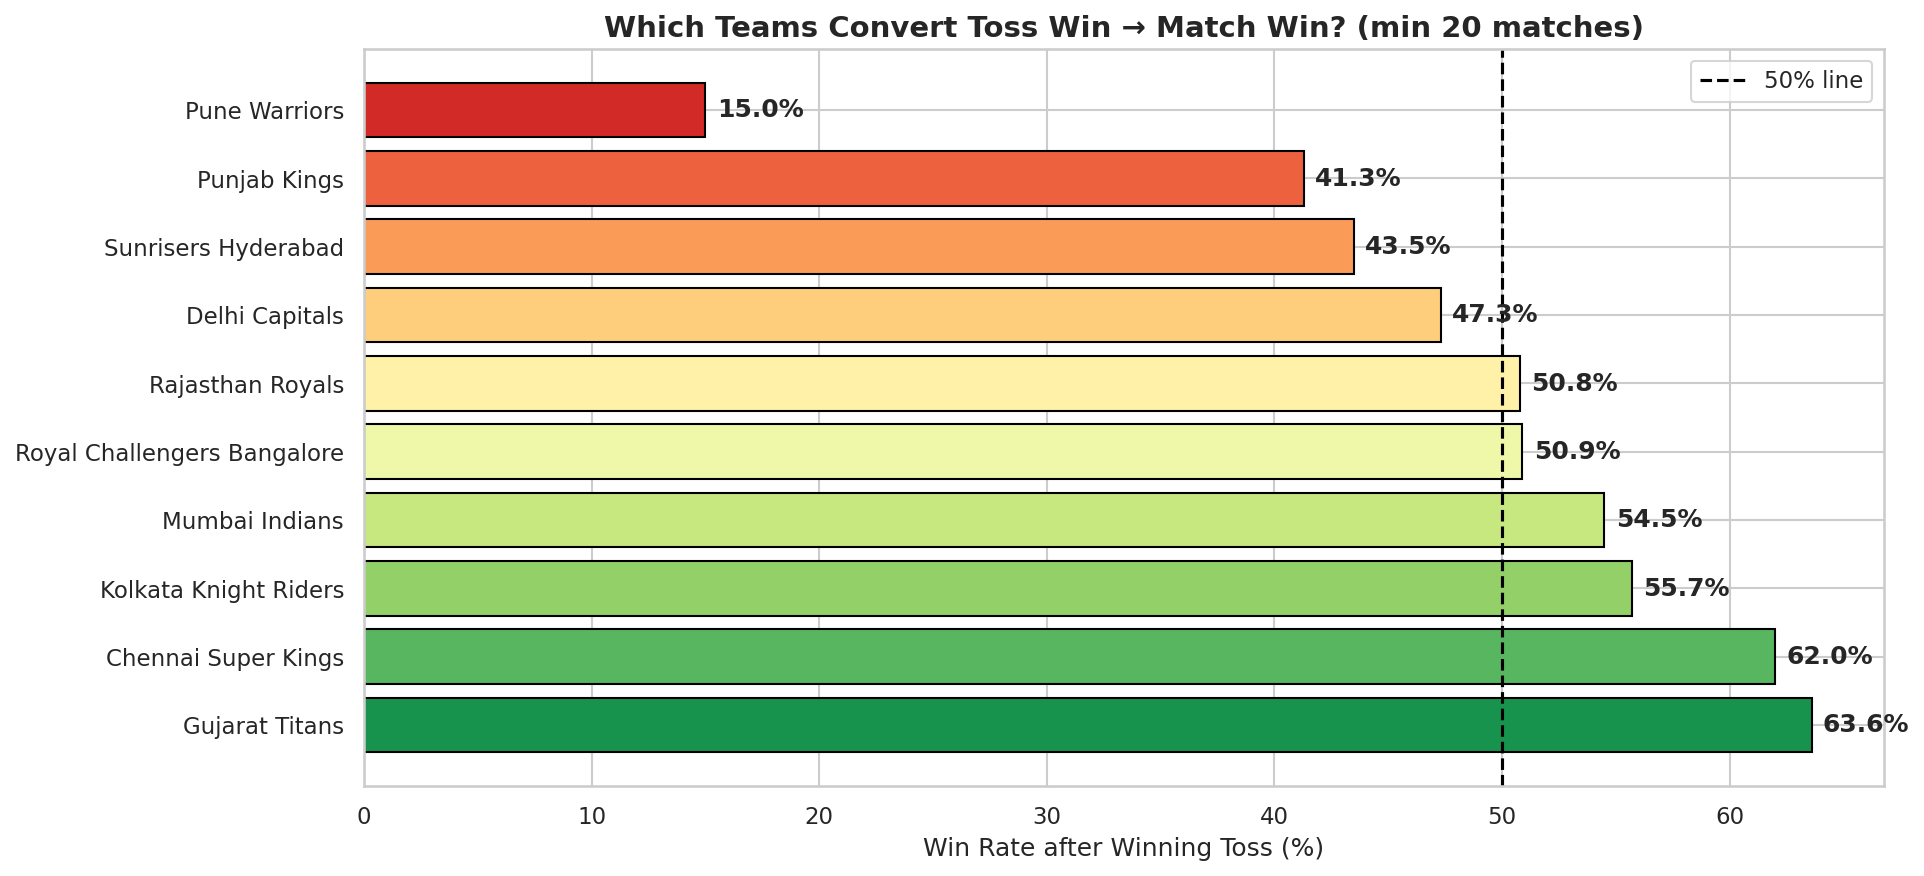 Which Teams Convert Toss Win → Match Win? (min 20 matches)
50% line
Pune Warriors
15.0%
Punjab Kings
41.3%
Sunrisers Hyderabad
43.5%
Delhi Capitals
47.3%
Rajasthan Royals
50.8%
Royal Challengers Bangalore
50.9%
Mumbai Indians
54.5%
Kolkata Knight Riders
55.7%
Chennai Super Kings
62.0%
Gujarat Titans
63.6%
0 10 20 30 40 50 60
Win Rate after Winning Toss (%)